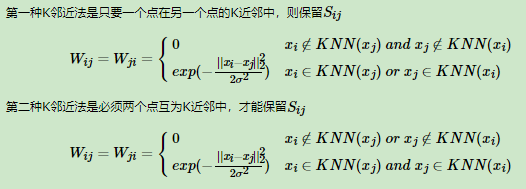 第一种K邻近法是只要一个点在另一个点的K近邻中，则保留S_{ij}
W_{ij} = W_{ji} = \begin{cases} 0 & x_i \notin KNN(x_j) \ and \ x_j \notin KNN(x_i) \\ exp(-\frac{||x_i-x_j||_2^2}{2\sigma^2}) & x_i \in KNN(x_j) \ or \ x_j \in KNN(x_i) \end{cases}
第二种K邻近法是必须两个点互为K近邻中，才能保留S_{ij}
W_{ij} = W_{ji} = \begin{cases} 0 & x_i \notin KNN(x_j) \ or \ x_j \notin KNN(x_i) \\ exp(-\frac{||x_i-x_j||_2^2}{2\sigma^2}) & x_i \in KNN(x_j) \ and \ x_j \in KNN(x_i) \end{cases}